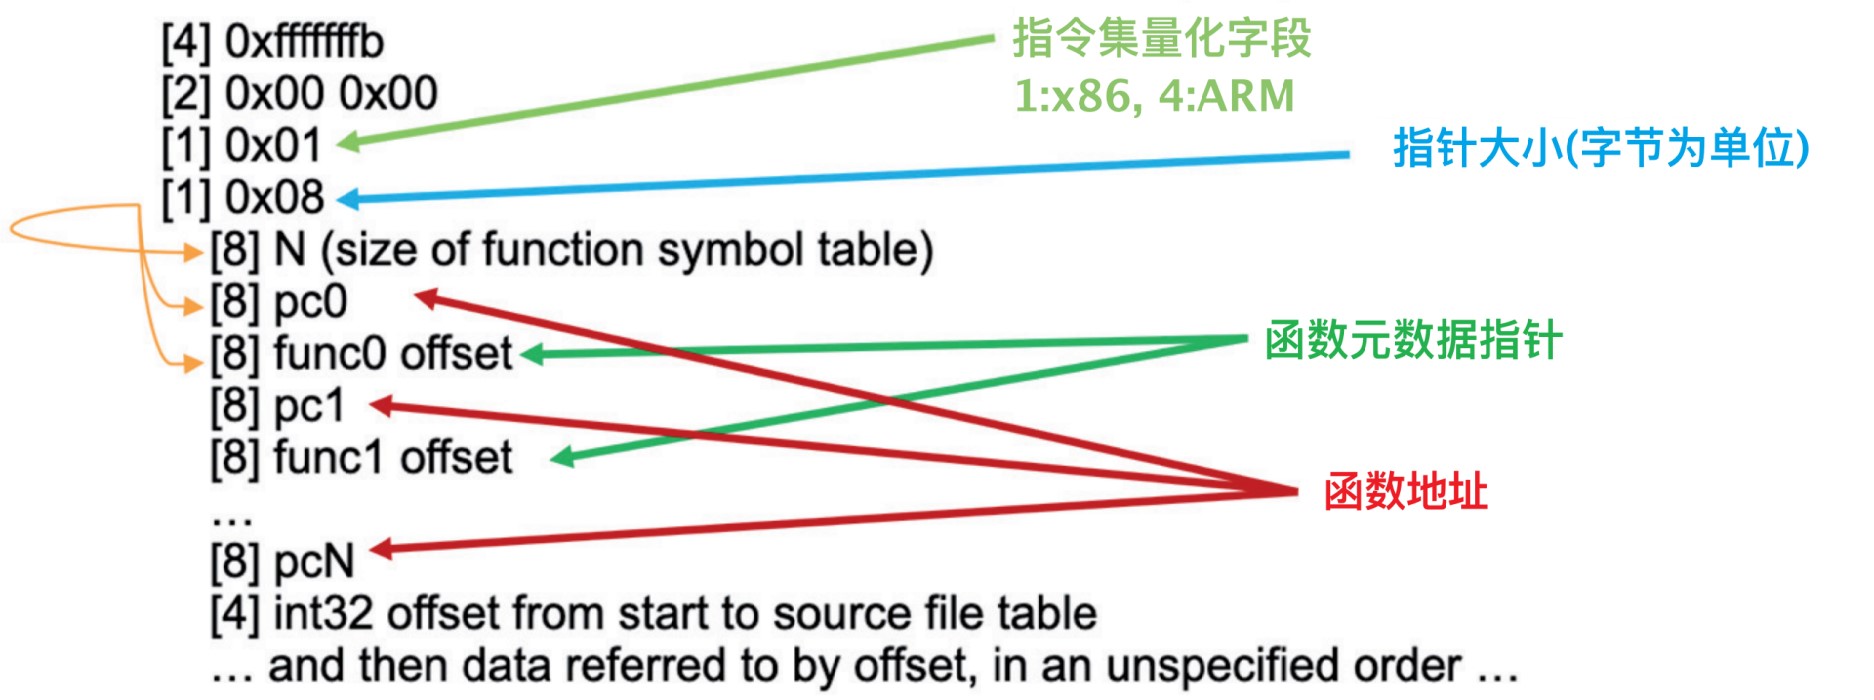 [4] 0xfffffffb
指令集量化字段
[2] 0x00 0x00
1:x86, 4:ARM
[1] 0x01
指针大小(字节为单位)
[1] 0x08
[8] N (size of function symbol table)
[8] pc0
[8] func0 offset
函数元数据指针
[8] pc1
[8] func1 offset
函数地址
...
[8] pcN
[4] int32 offset from start to source file table
... and then data referred to by offset, in an unspecified order ...